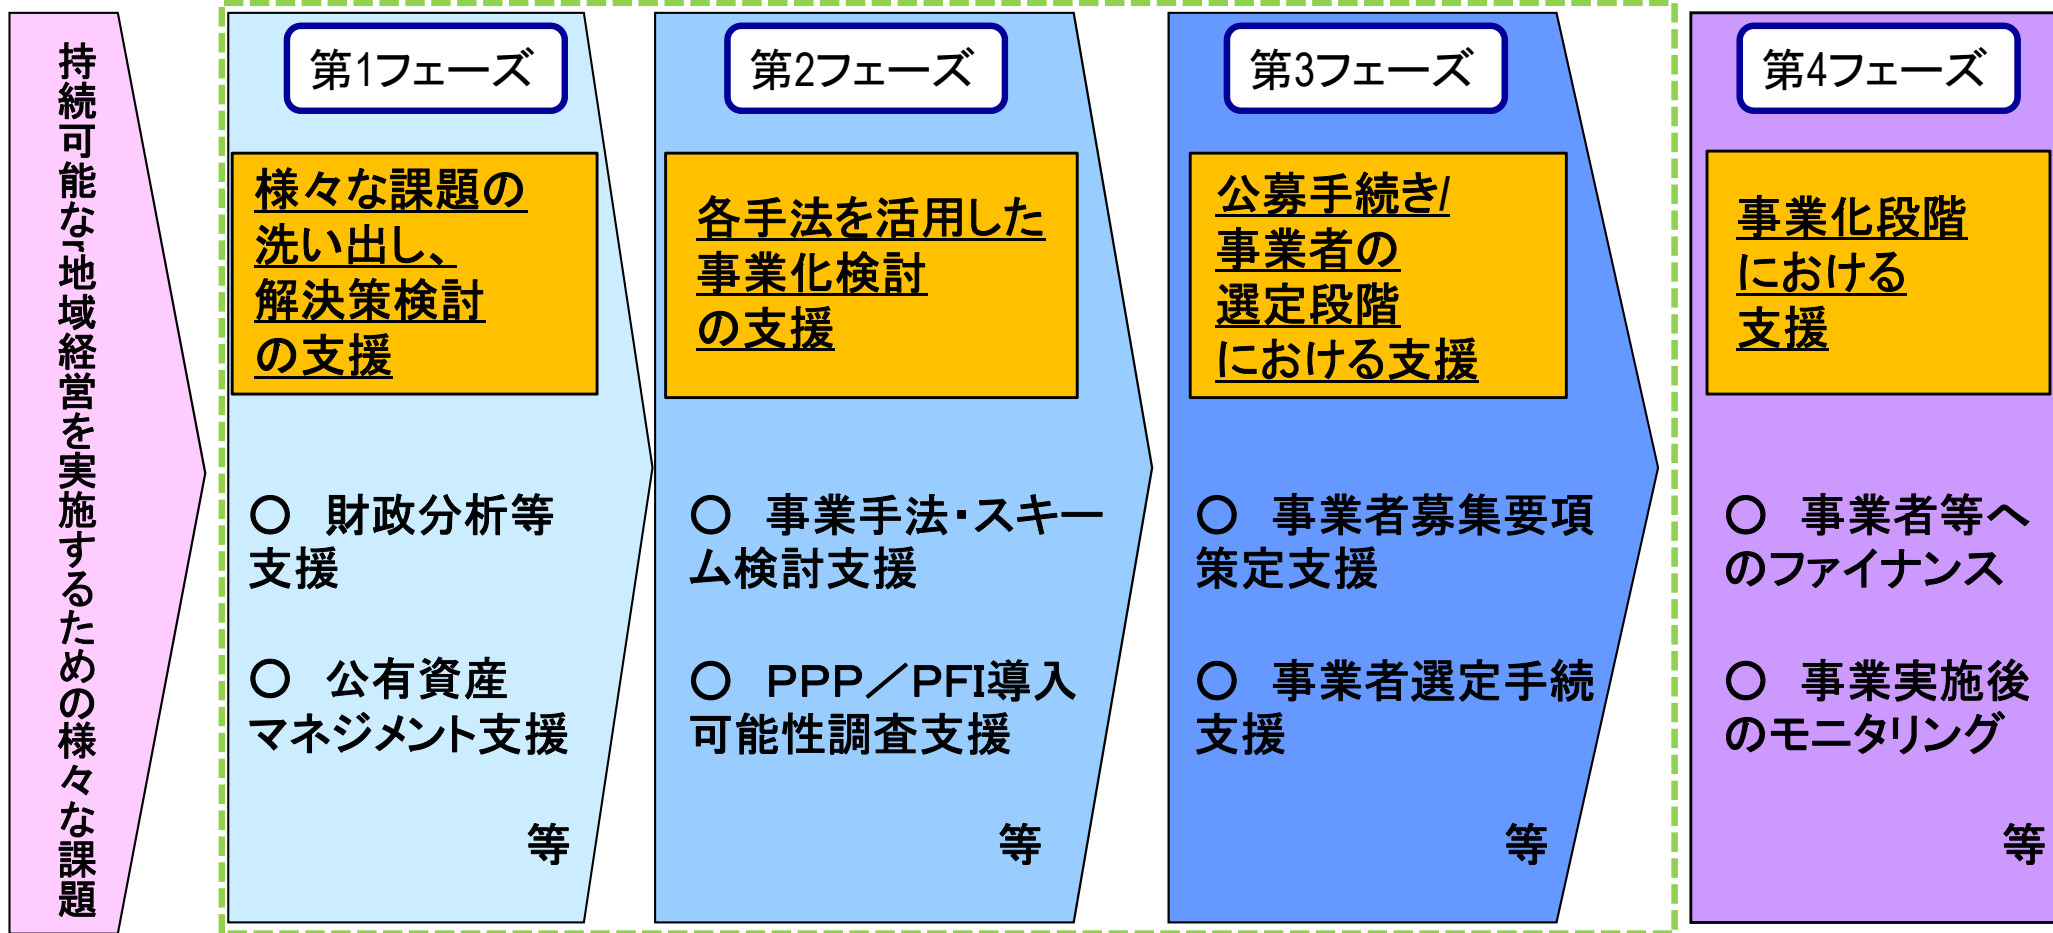 持続可能な「地域経営を実施するための様々な課題
第1フェーズ
様々な課題の
洗い出し、
解決策検討
の支援
〇 財政分析等
支援
〇 公有資産
マネジメント支援
等
第2フェーズ
各手法を活用した
事業化検討
の支援
〇 事業手法・スキー
ム検討支援
〇 PPP／PFI導入
可能性調査支援
等
第3フェーズ
公募手続き/
事業者の
選定段階
における支援
〇 事業者募集要項
策定支援
〇 事業者選定手続
支援
等
第4フェーズ
事業化段階
における
支援
〇 事業者等へ
のファイナンス
〇 事業実施後
のモニタリング
等